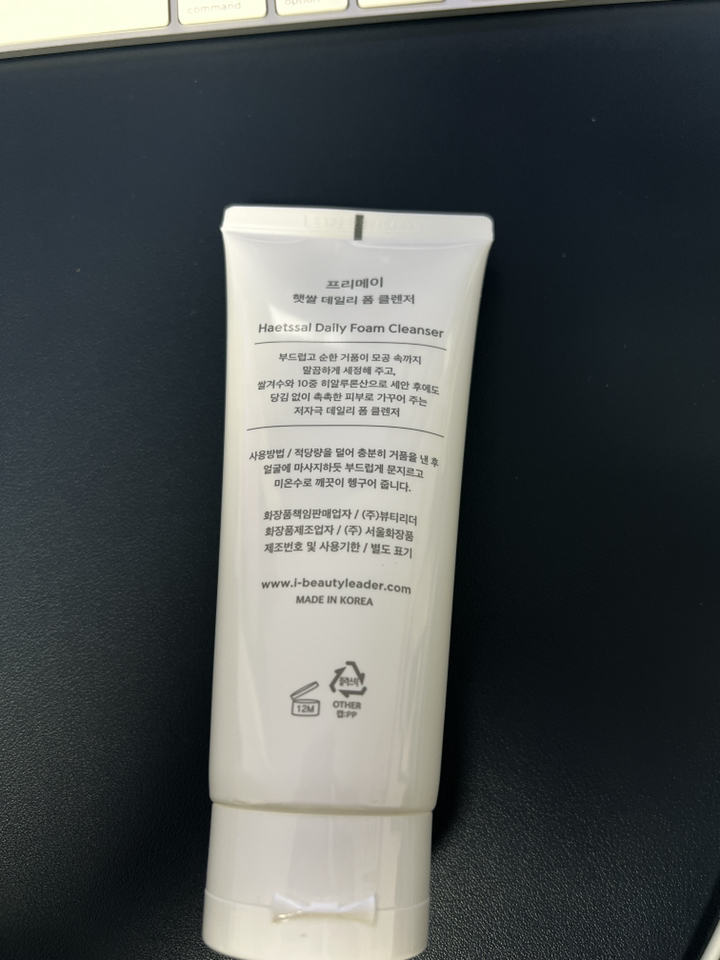 command
option
프리메이
햇쌀 데일리 폼 클렌저
Haetssal Daily Foam Cleanser
부드럽고 순한 거품이 모공 속까지
말끔하게 세정해 주고,
쌀겨수와 10중 히알루론산으로 세안 후에도
당김 없이 촉촉한 피부로 가꾸어 주는
저자극 데일리 폼 클렌저
사용방법 / 적당량을 덜어 충분히 거품을 낸 후
얼굴에 마사지하듯 부드럽게 문지르고
미온수로 깨끗이 헹구어 줍니다.
화장품책임판매업자 / (주)뷰티리더
화장품제조업자 / (주) 서울화장품
제조번호 및 사용기한 / 별도 표기
www.i-beautyleader.com
MADE IN KOREA
플라스틱
12M
OTHER
캡:PP